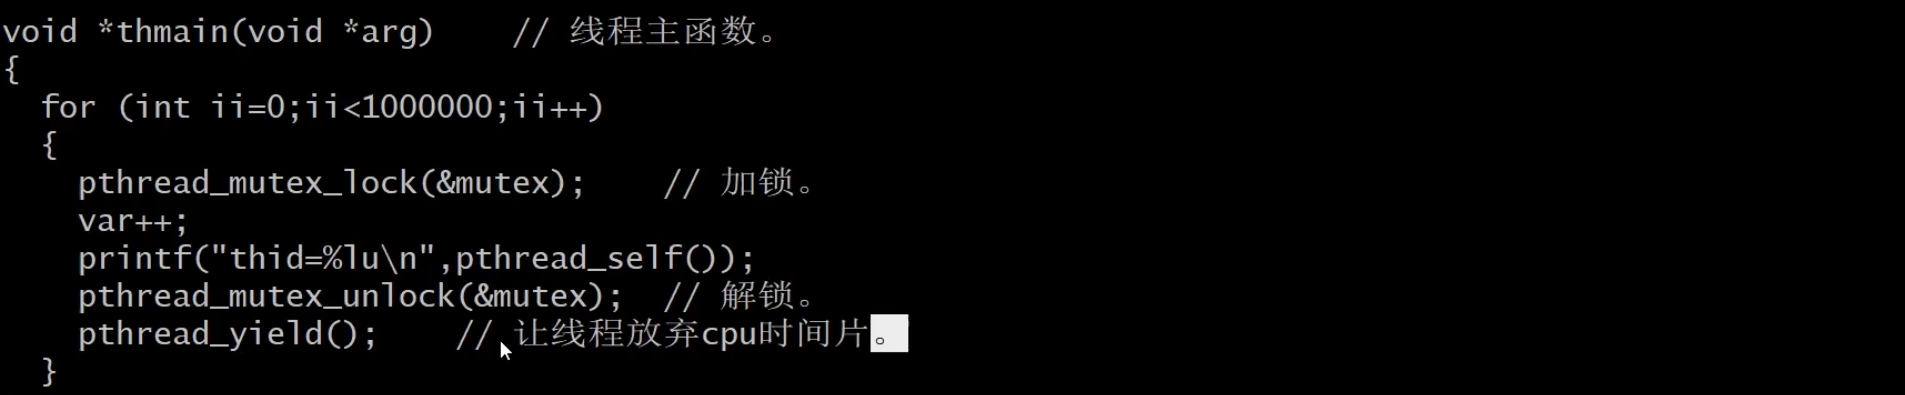 void *thmain(void *arg)    // 线程主函数。
{
  for (int ii=0;ii<1000000;ii++)
  {
    pthread_mutex_lock(&mutex);    // 加锁。
    var++;
    printf("thid=%lu\n",pthread_self());
    pthread_mutex_unlock(&mutex);  // 解锁。
    pthread_yield();    // 让线程放弃cpu时间片。
  }